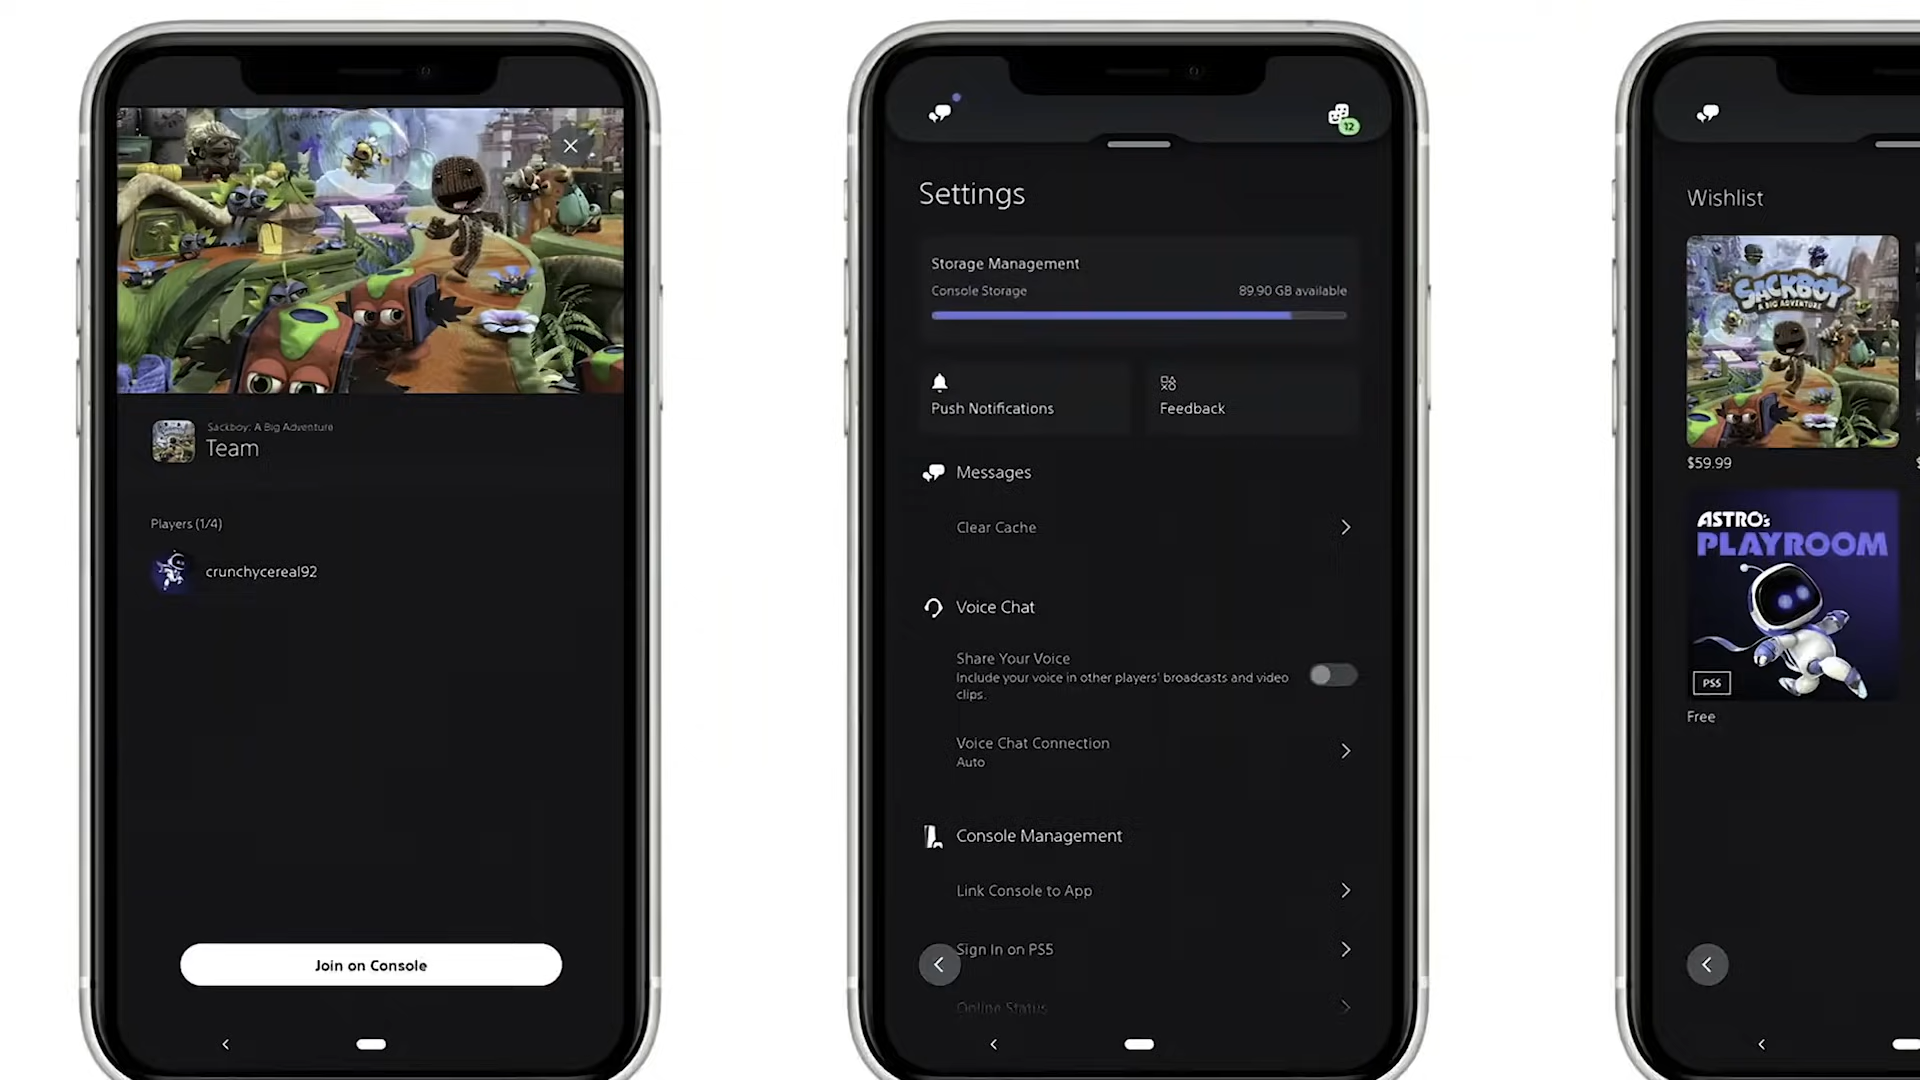 Sackboy: A Big Adventure
Team
Players (1/4)
crunchycereal92
Join on Console
12
Settings
Storage Management
Console Storage
89.90 GB available
Push Notifications
Feedback
Messages
Clear Cache
Voice Chat
Share Your Voice
Include your voice in other players' broadcasts and video
clips.
Voice Chat Connection
Auto
Console Management
Link Console to App
Sign In on PS5
Online Status
Wishlist
SACKBOY
A BIG ADVENTURE
$59.99
$
ASTRO's
PLAYROOM
PS5
Free